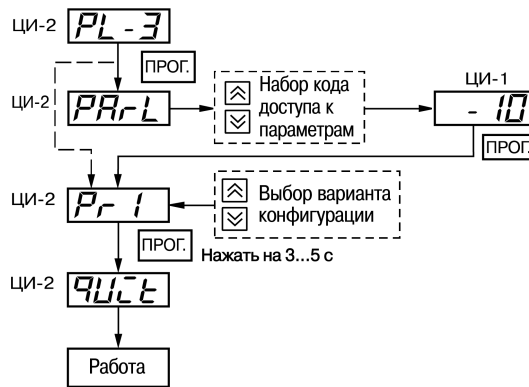 ЦИ-2 PL-3
ПРОГ.
ЦИ-2 PArL
Набор кода
доступа к
параметрам
ЦИ-1
- 10
ПРОГ.
ЦИ-2 Pr 1
Выбор варианта
конфигурации
ПРОГ.
Нажать на 3...5 с
ЦИ-2
Работа